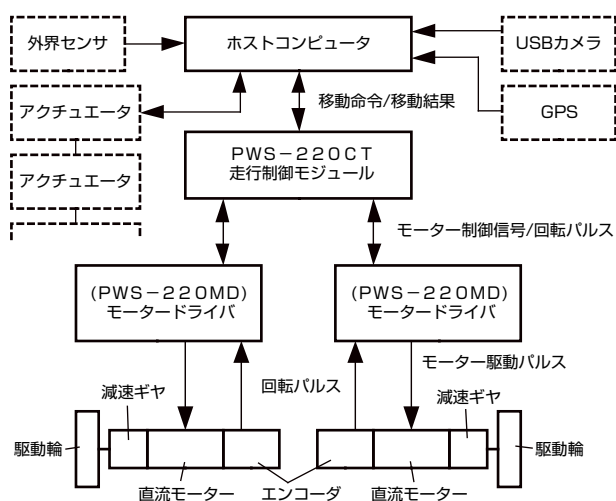 外界センサ
ホストコンピュータ
USBカメラ
アクチュエータ
移動命令/移動結果
GPS
PWS-220CT
走行制御モジュール
アクチュエータ
モーター制御信号/回転パルス
(PWS-220MD)
モータードライバ
(PWS-220MD)
モータードライバ
減速ギヤ
回転パルス
モーター駆動パルス
減速ギヤ
駆動輪
駆動輪
直流モーター
エンコーダ
直流モーター